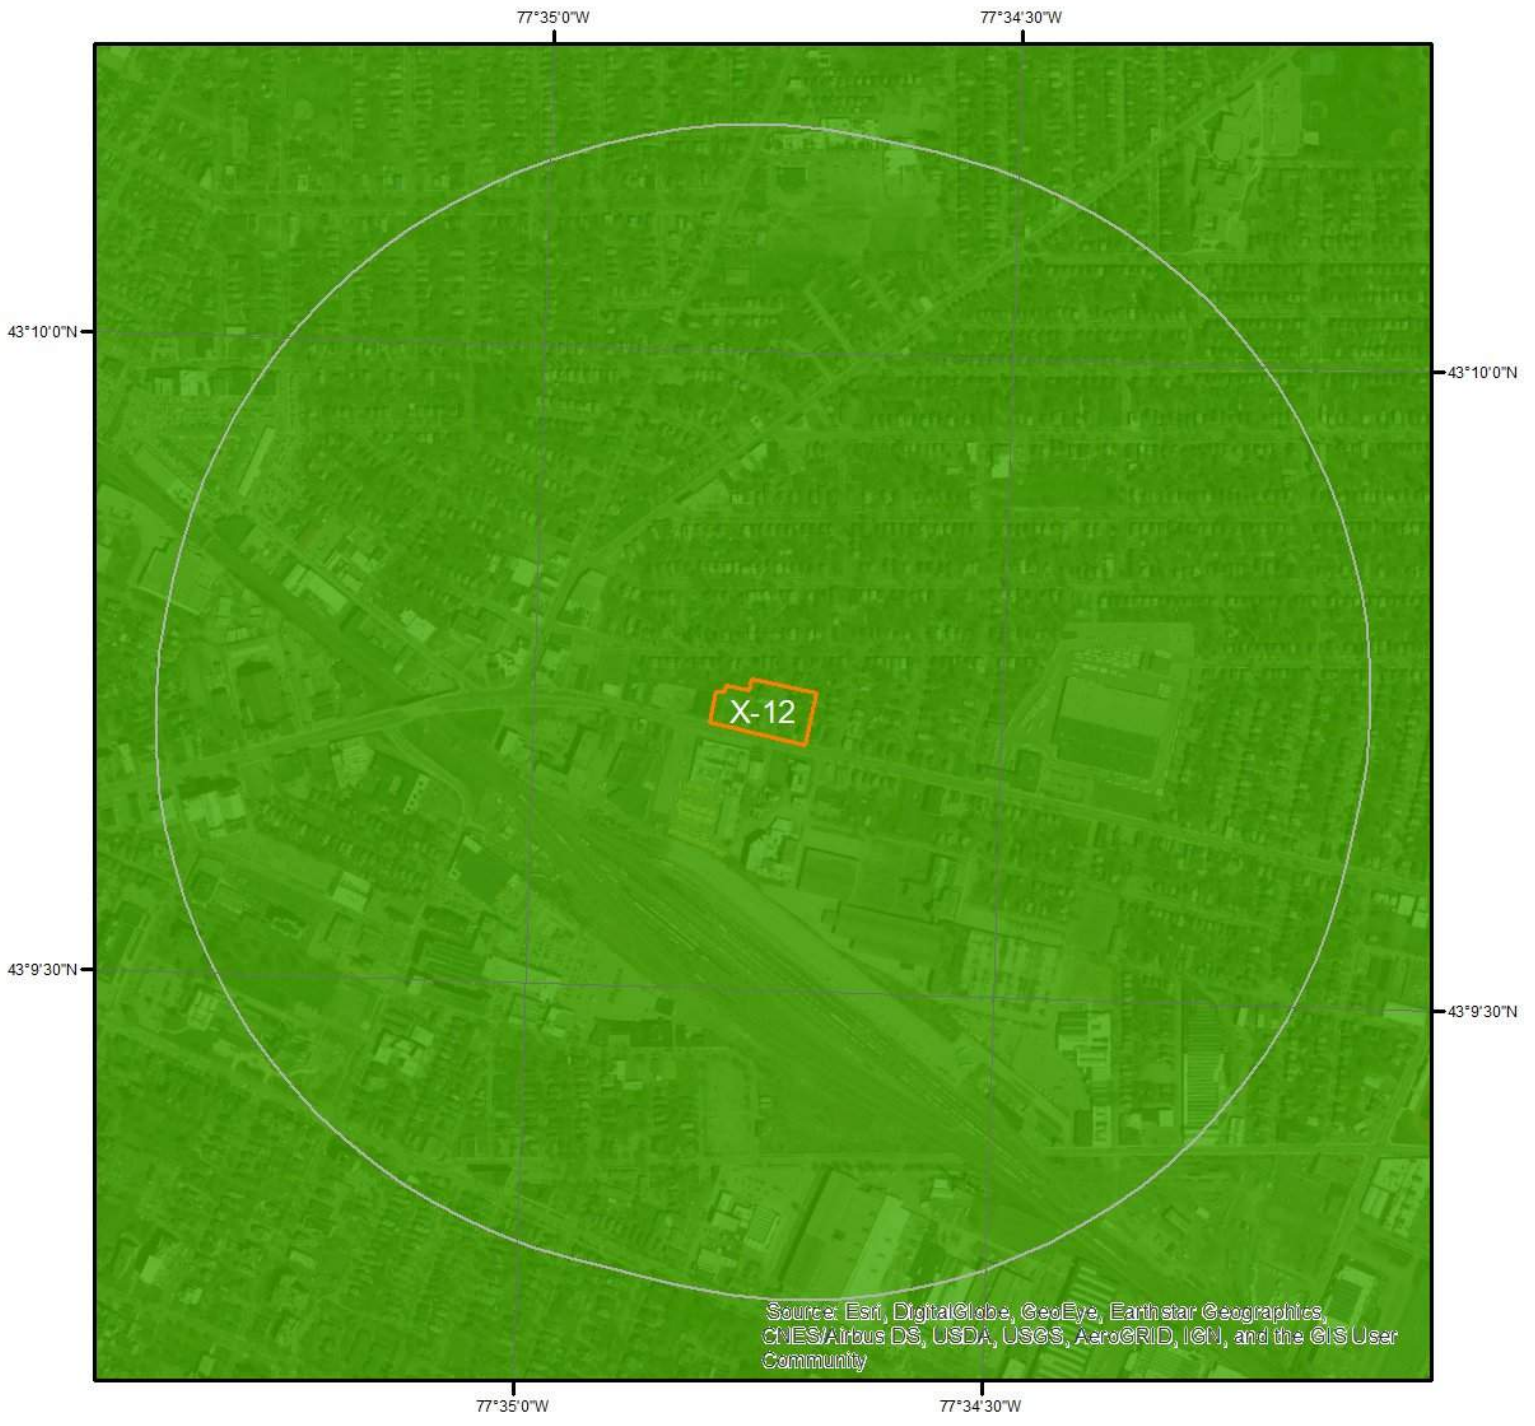 77°35'0"W
77°34'30"W
43°10'0"N
43°10'0"N
X-12
43°9'30"N
43°9'30"N
Source: Esri, DigitalGlobe, GeoEye, Earthstar Geographics,
CNES/Airbus DS, USDA, USGS, AeroGRID, IGN, and the GIS User
Community
77°35'0"W
77°34'30"W